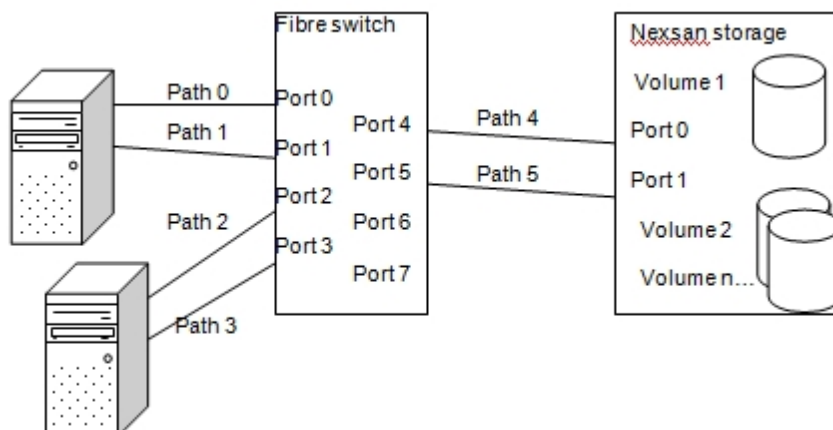 Fibre switch
Path 0
Port 0
Path 1
Port 1
Port 2
Path 2
Port 3
Path 3
Port 4
Port 5
Port 6
Port 7
Path 4
Path 5
Nexsan storage
Volume 1
Port 0
Port 1
Volume 2
Volume n...